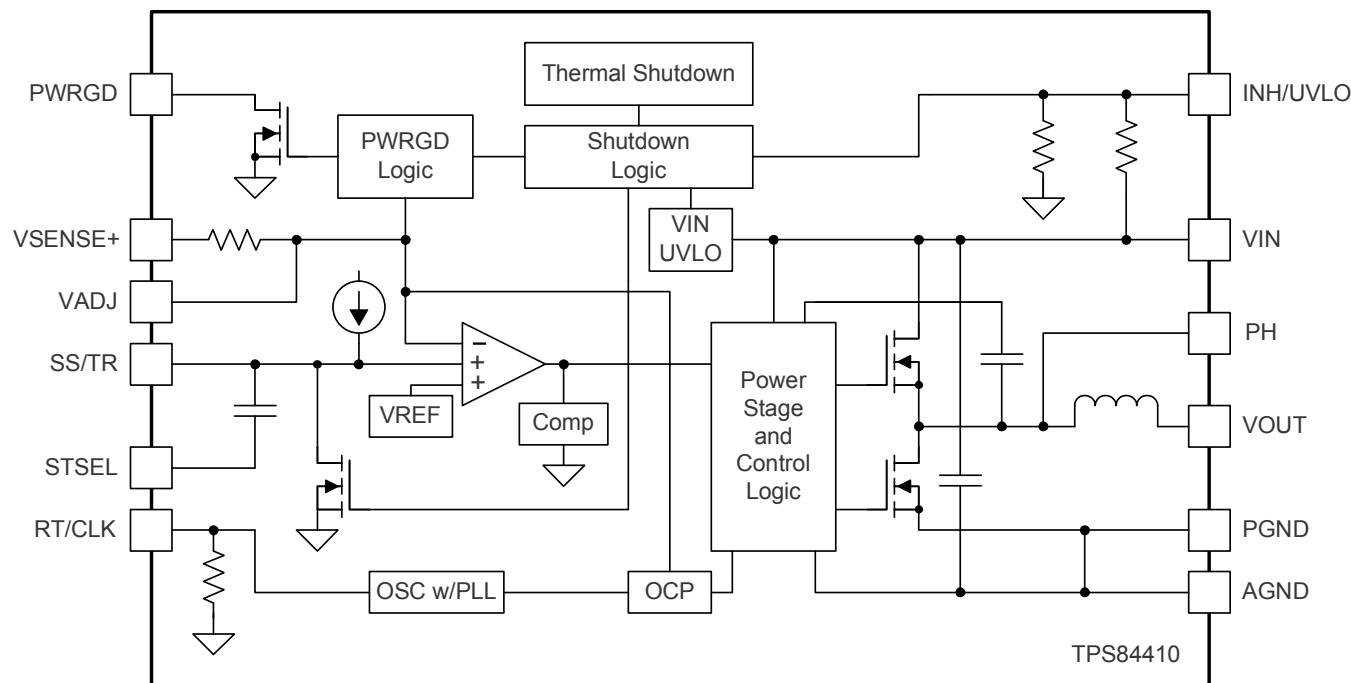 Thermal Shutdown
PWRGD
INH/UVLO
PWRGD
Logic
Shutdown
Logic
VSENSE+
VIN
UVLO
VIN
VADJ
PH
SS/TR
−
+
+
VREF
Comp
Power
Stage
and
Control
Logic
VOUT
STSEL
RT/CLK
PGND
OSC w/PLL
OCP
AGND
TPS84410